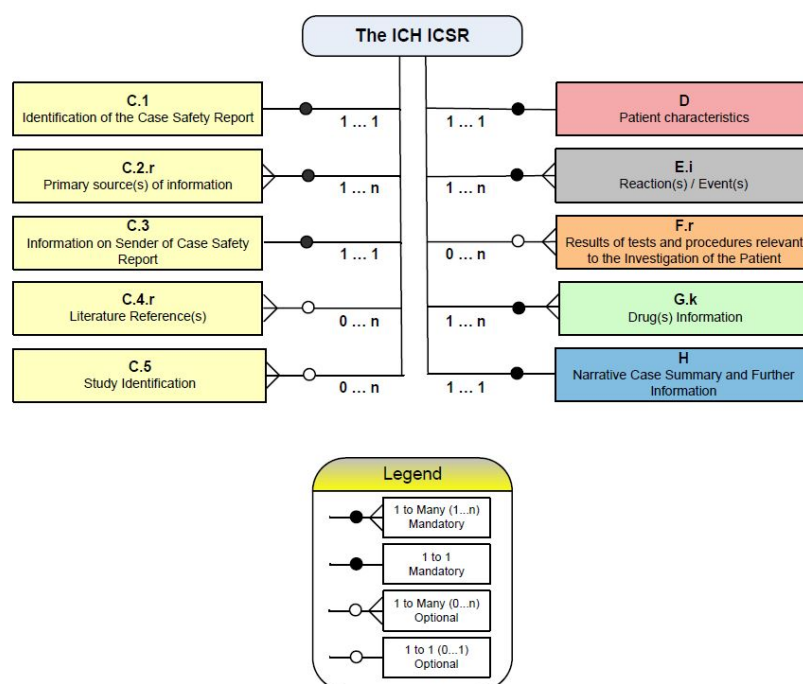 The ICH ICSR
C.1
Identification of the Case Safety Report
1 ... 1
C.2.r
Primary source(s) of information
1 ... n
C.3
Information on Sender of Case Safety
Report
1 ... 1
C.4.r
Literature Reference(s)
0 ... n
C.5
Study Identification
0 ... n
D
Patient characteristics
1 ... 1
E.i
Reaction(s) / Event(s)
1 ... n
F.r
Results of tests and procedures relevant
to the Investigation of the Patient
0 ... n
G.k
Drug(s) Information
1 ... n
H
Narrative Case Summary and Further
Information
1 ... 1
Legend
1 to Many (1...n)
Mandatory
1 to 1
Mandatory
1 to Many (0...n)
Optional
1 to 1 (0...1)
Optional